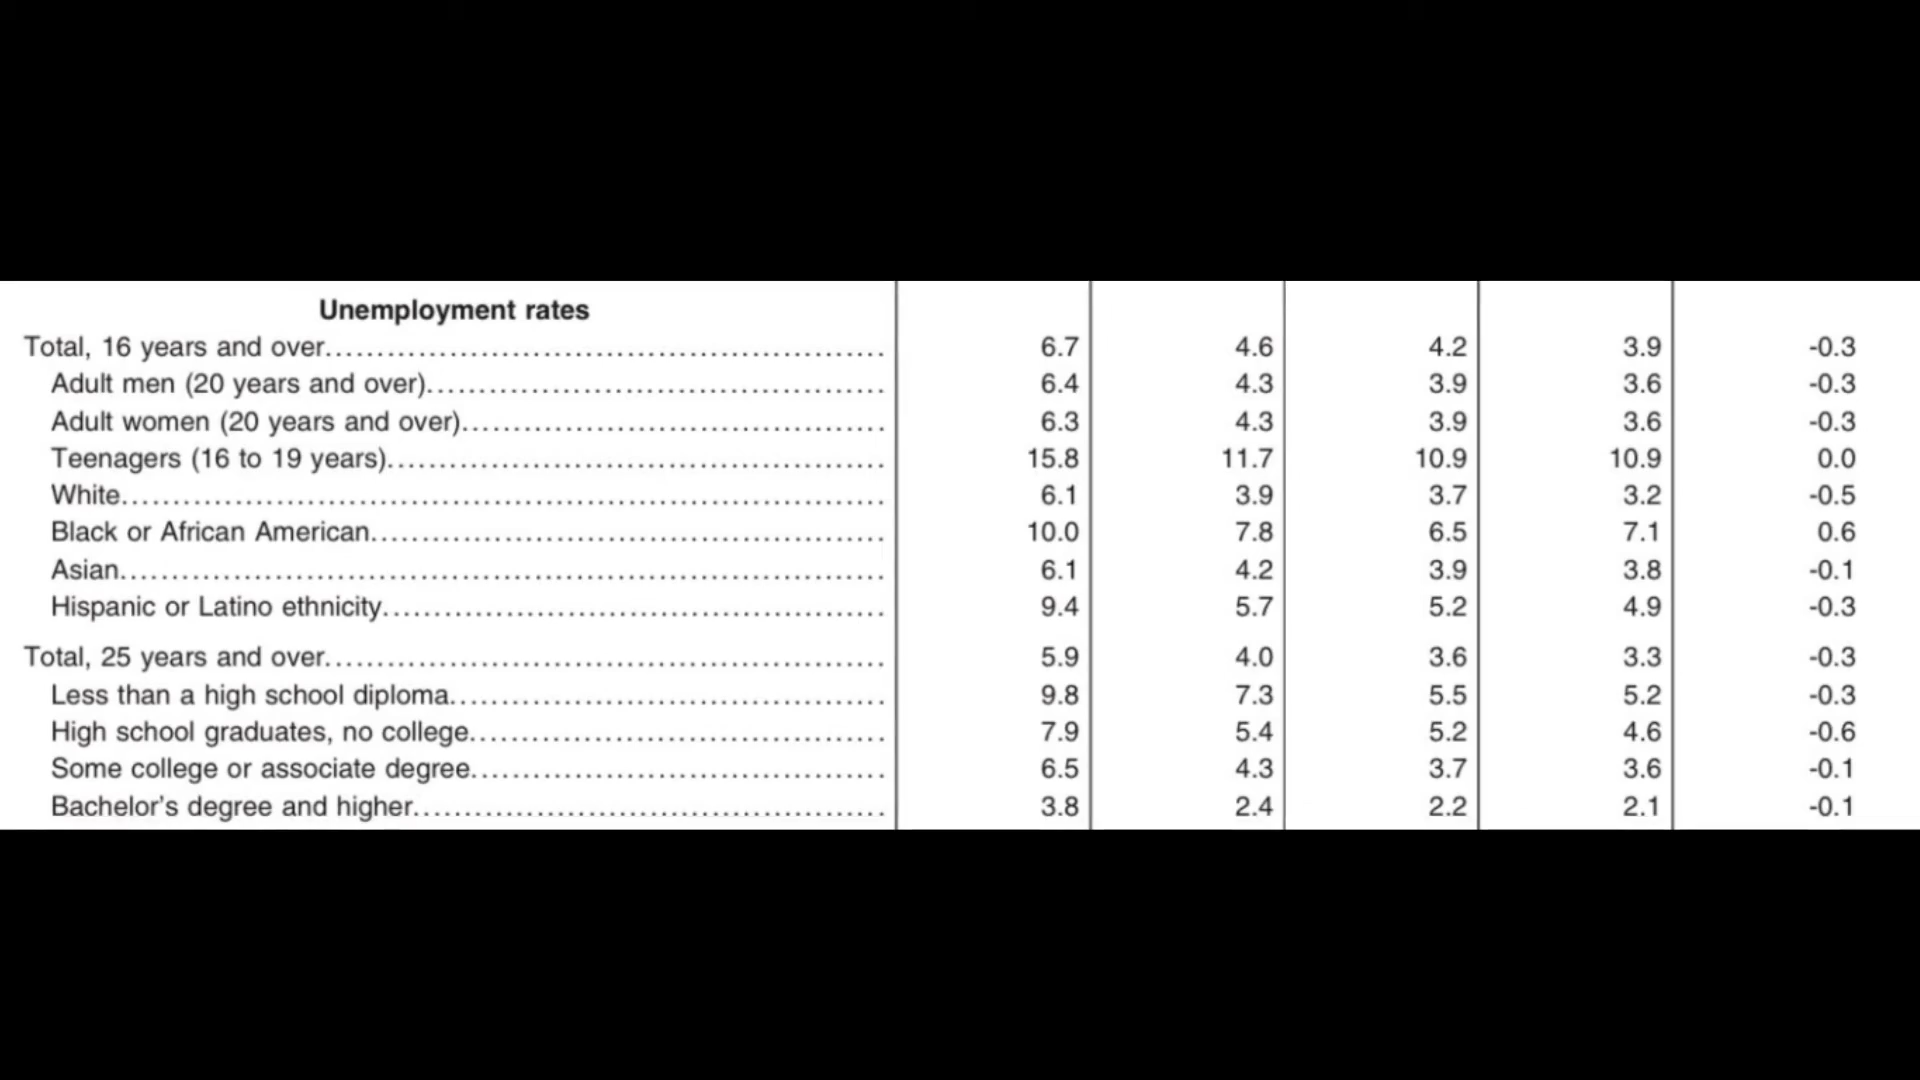 Unemployment rates
Total, 16 years and over........................................................ 6.7 4.6 4.2 3.9 -0.3
Adult men (20 years and over).............................................. 6.4 4.3 3.9 3.6 -0.3
Adult women (20 years and over).......................................... 6.3 4.3 3.9 3.6 -0.3
Teenagers (16 to 19 years).................................................. 15.8 11.7 10.9 10.9 0.0
White................................................................................ 6.1 3.9 3.7 3.2 -0.5
Black or African American.................................................... 10.0 7.8 6.5 7.1 0.6
Asian................................................................................ 6.1 4.2 3.9 3.8 -0.1
Hispanic or Latino ethnicity.................................................. 9.4 5.7 5.2 4.9 -0.3
Total, 25 years and over........................................................ 5.9 4.0 3.6 3.3 -0.3
Less than a high school diploma........................................... 9.8 7.3 5.5 5.2 -0.3
High school graduates, no college......................................... 7.9 5.4 5.2 4.6 -0.6
Some college or associate degree......................................... 6.5 4.3 3.7 3.6 -0.1
Bachelor's degree and higher................................................ 3.8 2.4 2.2 2.1 -0.1